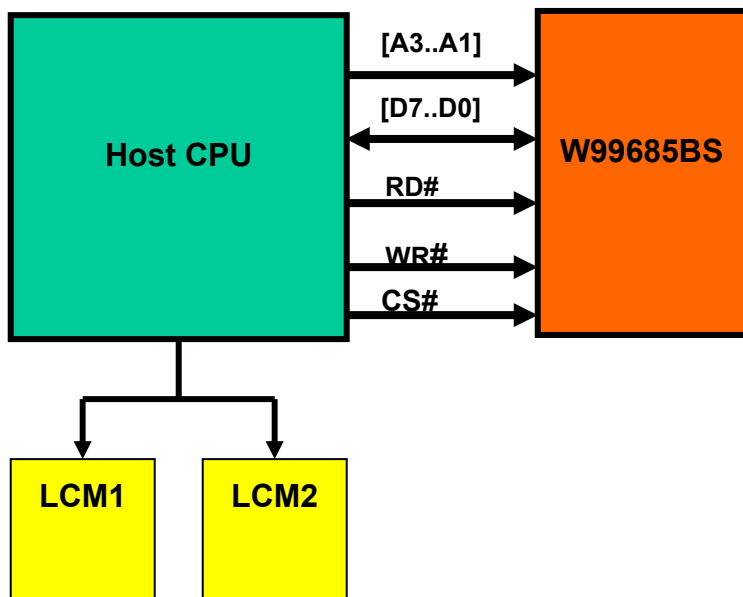 [A3..A1]
[D7..D0]
Host CPU
W99685BS
RD#
WR#
CS#
LCM1
LCM2